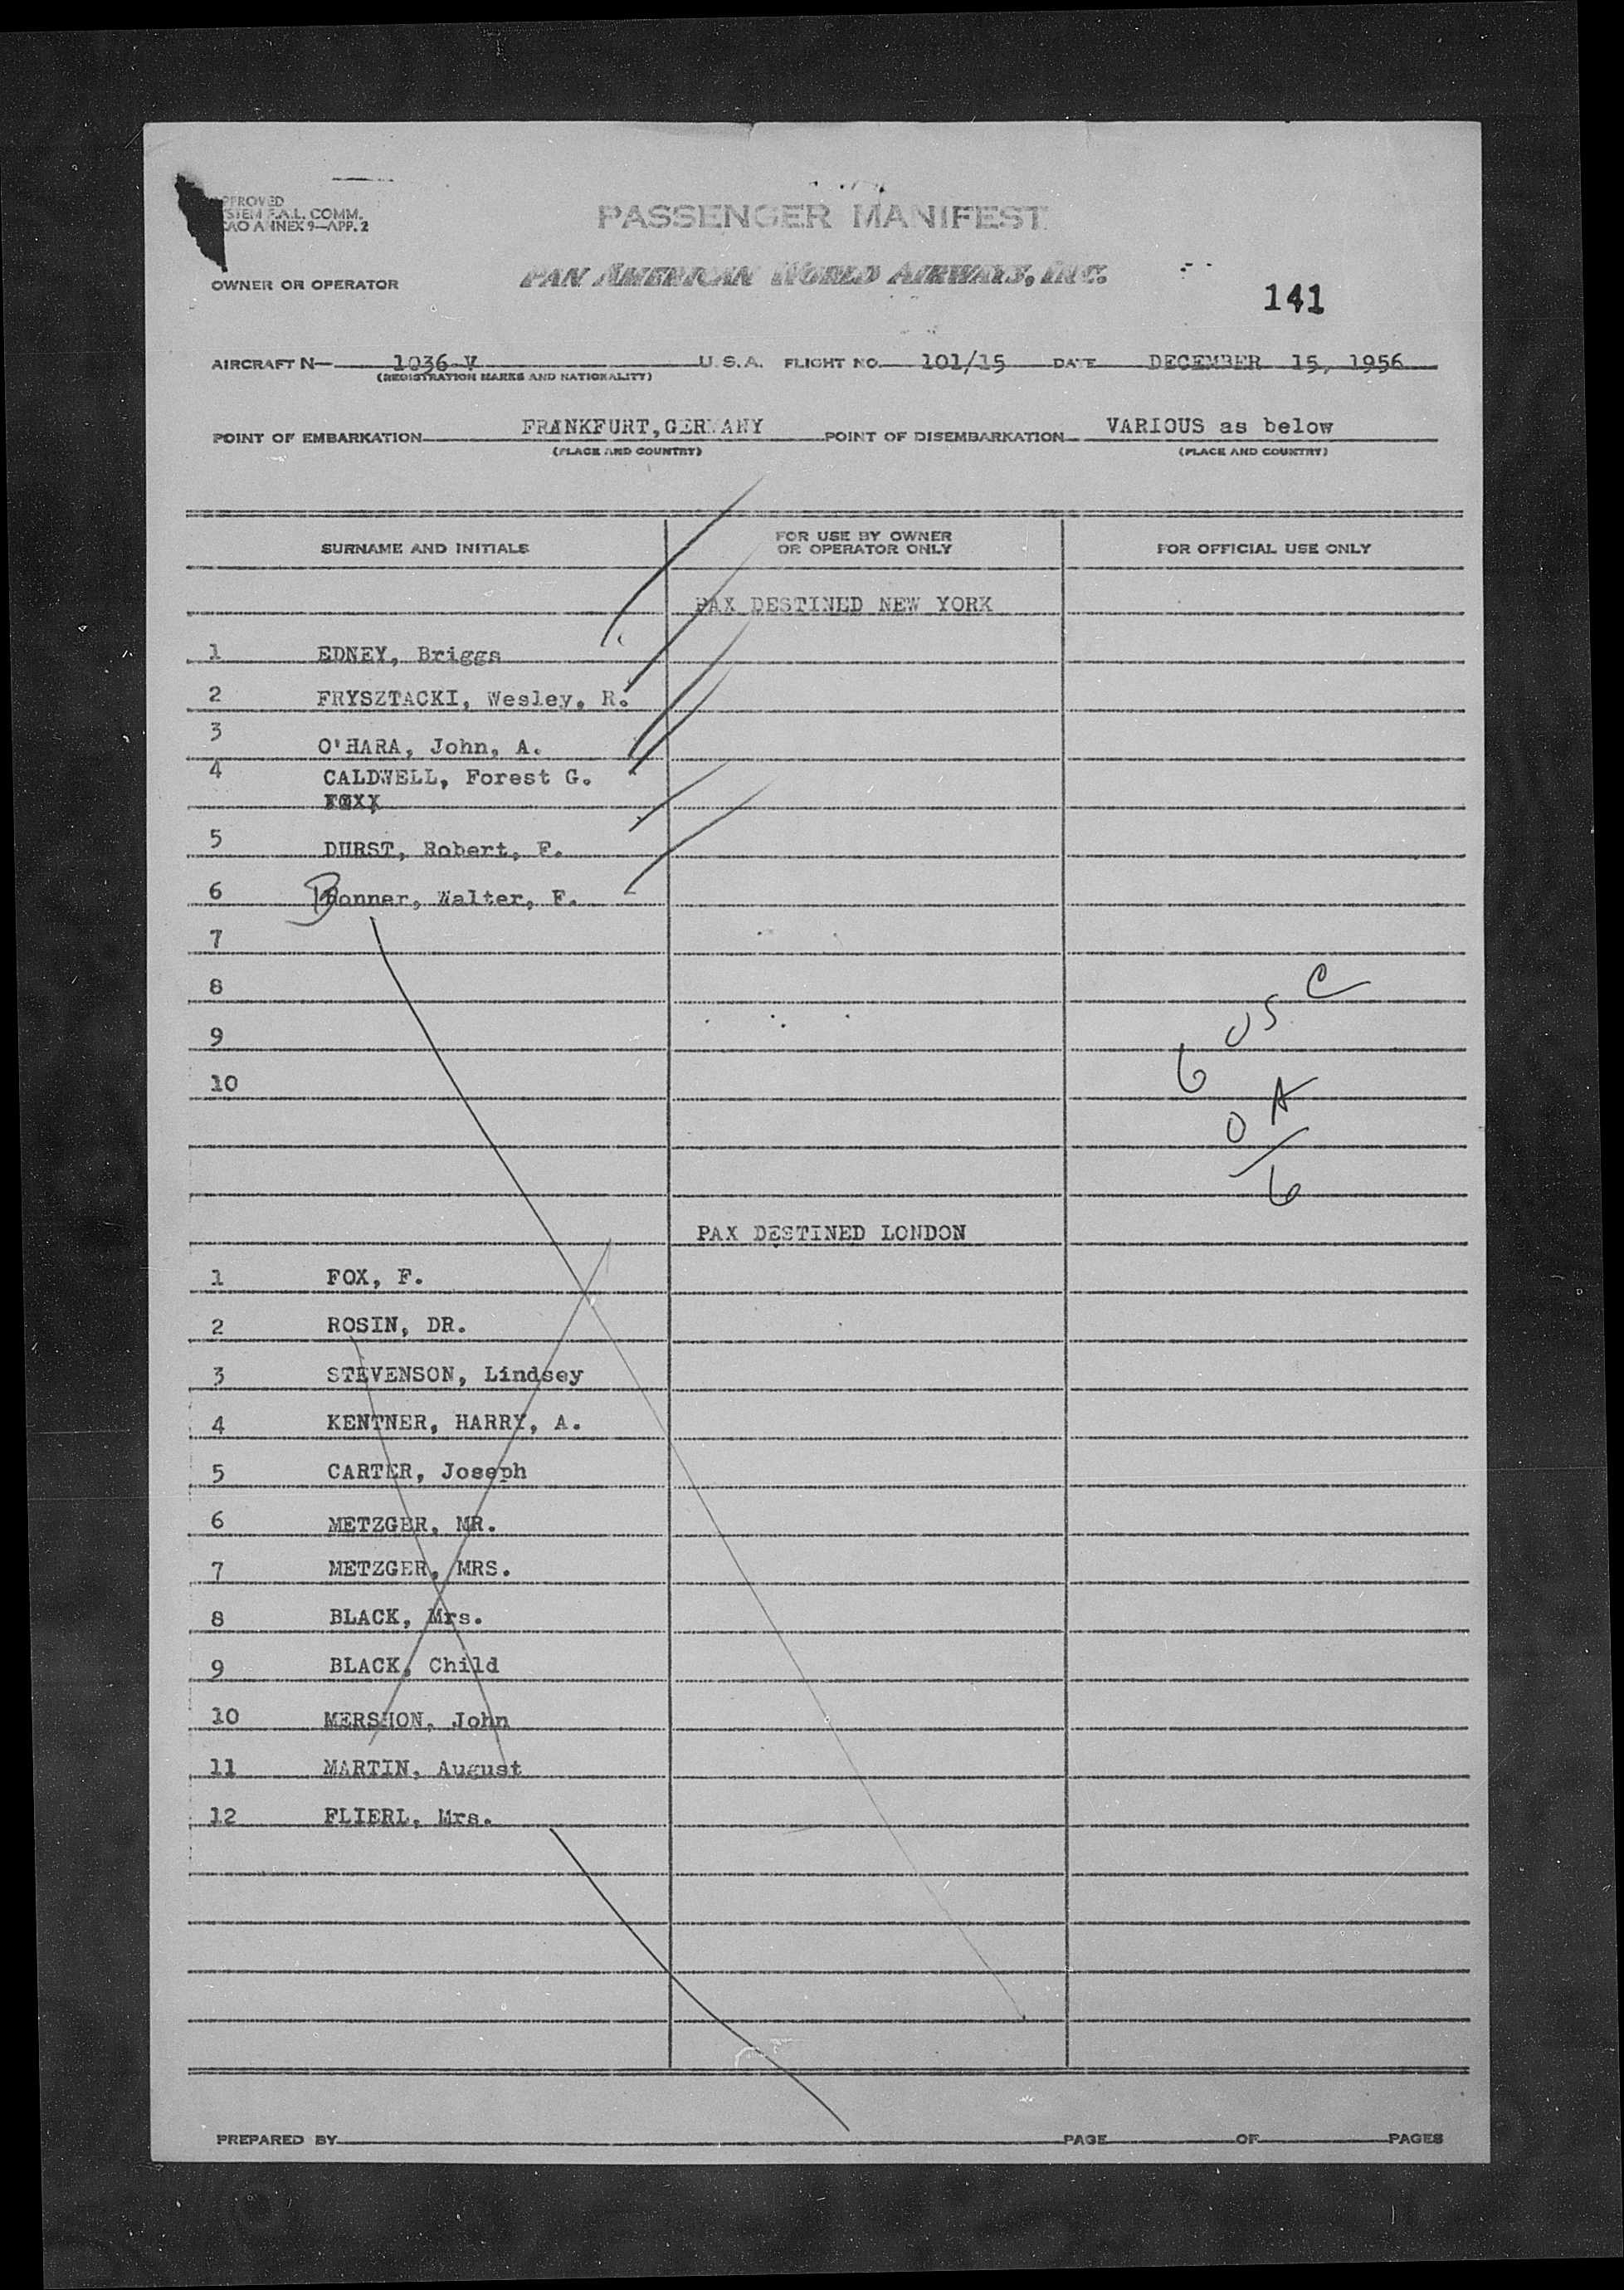 PPROVED
STEM F.A.L. COMM.
CAO ANNEX 9—APP. 2
PASSENGER MANIFEST
PAN AMERICAN WORLD AIRWAYS, INC.
OWNER OR OPERATOR
141
AIRCRAFT N— 1036-V U.S.A. FLIGHT NO. 101/15 DATE DECEMBER 15, 1956
(REGISTRATION MARKS AND NATIONALITY)
POINT OF EMBARKATION FRANKFURT, GERMANY POINT OF DISEMBARKATION VARIOUS as below
(PLACE AND COUNTRY) (PLACE AND COUNTRY)
SURNAME AND INITIALS FOR USE BY OWNER OR OPERATOR ONLY FOR OFFICIAL USE ONLY
PAX DESTINED NEW YORK
1 EDNEY, Briggs
2 FRYSZTACKI, Wesley, R.
3 O'HARA, John, A.
4 CALDWELL, Forest G.
5 DURST, Robert, F.
6 Bonner, Walter, F.
7
8
9
10
6 USC
0 A
6
PAX DESTINED LONDON
1 FOX, F.
2 ROSIN, DR.
3 STEVENSON, Lindsey
4 KENTNER, HARRY, A.
5 CARTER, Joseph
6 METZGER, MR.
7 METZGER, MRS.
8 BLACK, Mrs.
9 BLACK, Child
10 MERSHON, John
11 MARTIN, August
12 FLIERL, Mrs.
PREPARED BY PAGE OF PAGES